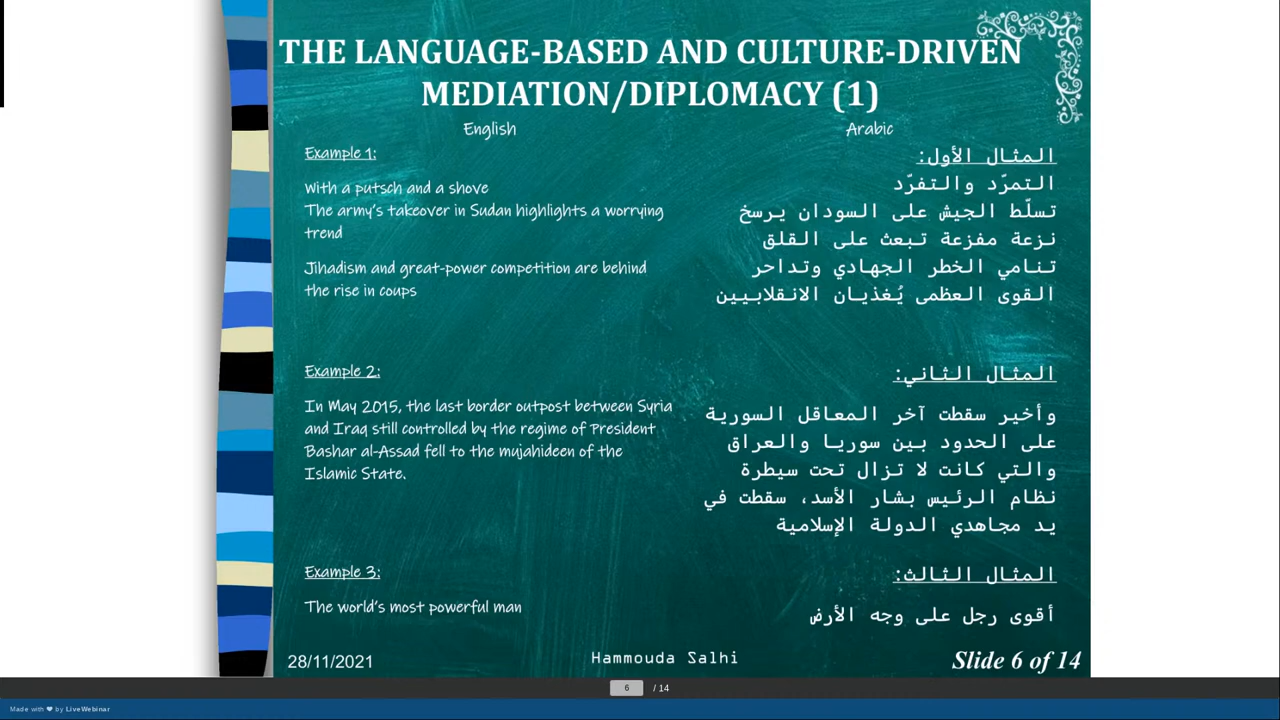 THE LANGUAGE-BASED AND CULTURE-DRIVEN
MEDIATION/DIPLOMACY (1)
English
Example 1:
With a putsch and a shove
The army's takeover in Sudan highlights a worrying
trend
Jihadism and great-power competition are behind
the rise in coups
Example 2:
In May 2015, the last border outpost between Syria
and Iraq still controlled by the regime of President
Bashar al-Assad fell to the mujahideen of the
Islamic State.
Example 3:
The world's most powerful man
Arabic
المثال الأول:
التمرّد والتفرّد
تسلّط الجيش على السودان يرسخ
نزعة مفزعة تبعث على القلق
تنامي الخطر الجهادي وتداحر
القوى العظمى يُغذيان الانقلابيين
المثال الثاني:
وأخير سقطت آخر المعاقل السورية
على الحدود بين سوريا والعراق
والتي كانت لا تزال تحت سيطرة
نظام الرئيس بشار الأسد، سقطت في
يد مجاهدي الدولة الإسلامية
المثال الثالث:
أقوى رجل على وجه الأرض
28/11/2021
Hammouda Salhi
Slide 6 of 14
6 / 14
Made with ❤ by LiveWebinar